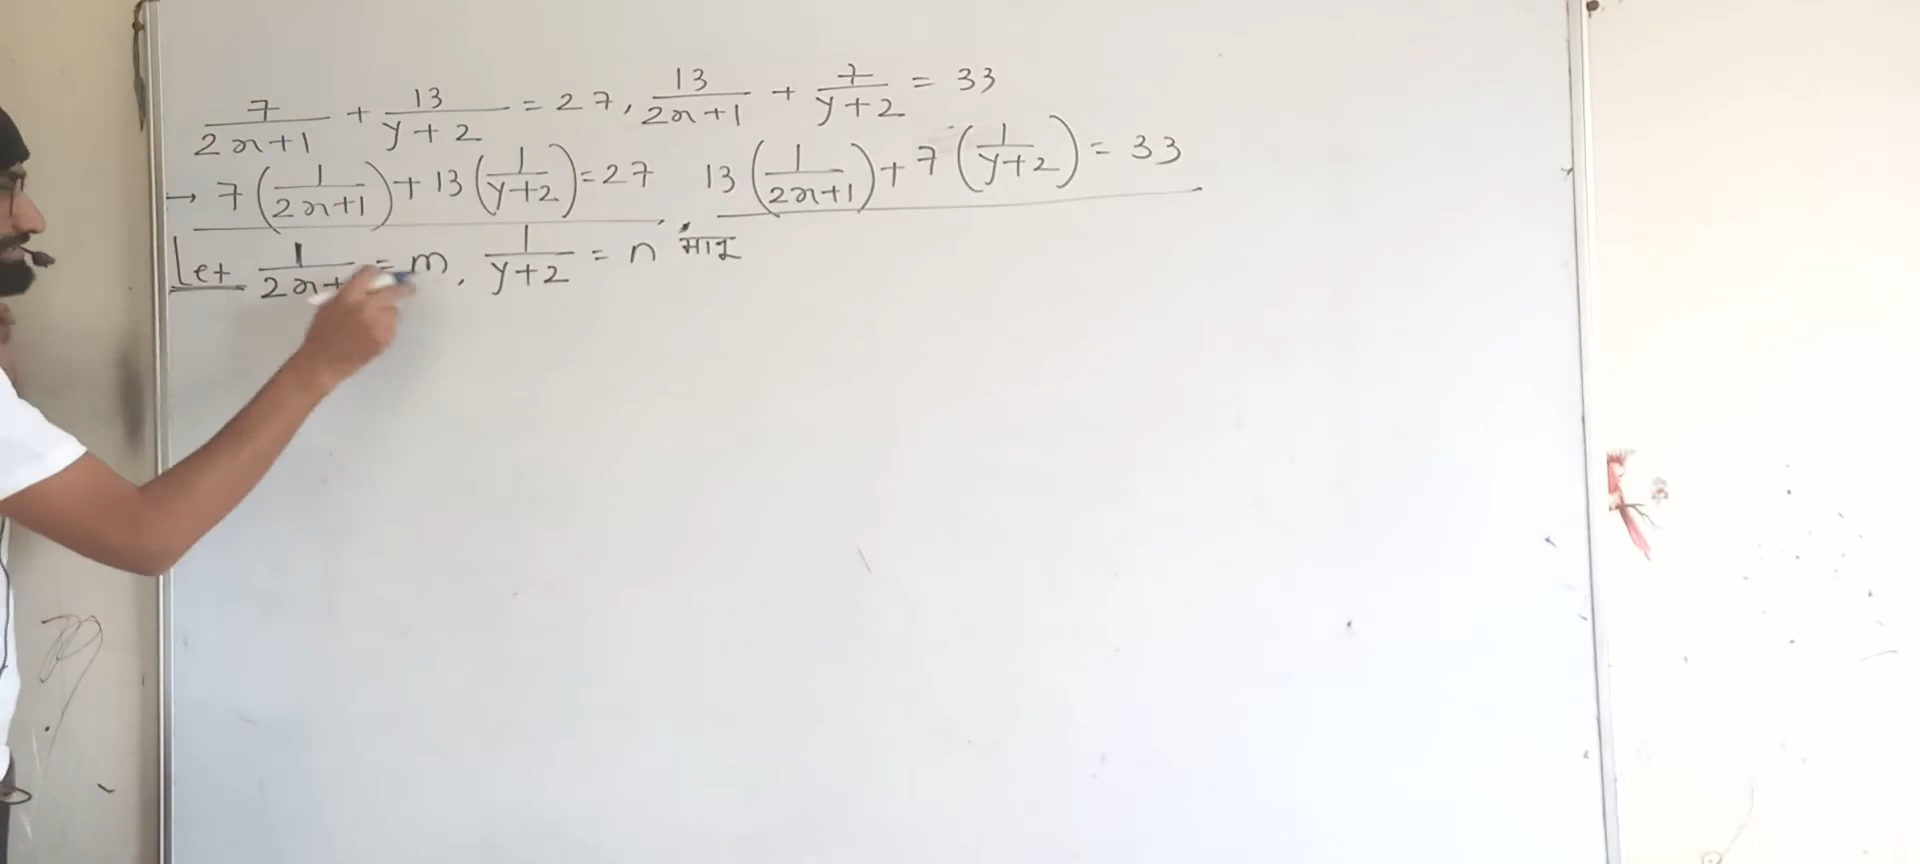 7/(2x+1) + 13/(y+2) = 27, 13/(2x+1) + 7/(y+2) = 33
→ 7(1/(2x+1)) + 13(1/(y+2)) = 27 13(1/(2x+1)) + 7(1/(y+2)) = 33
Let 1/(2x+ = m, 1/(y+2) = n